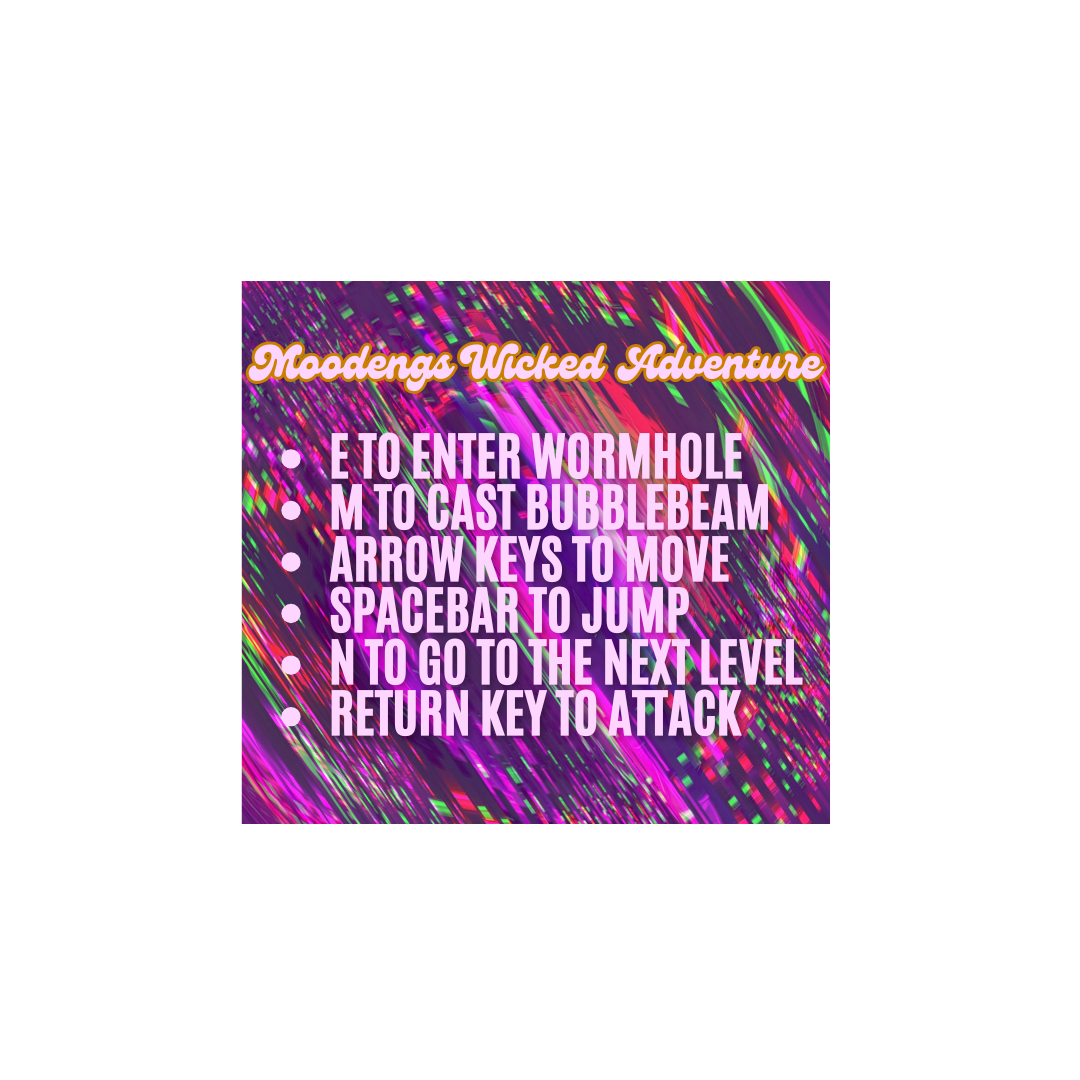 Moodengs Wicked Adventure
• E TO ENTER WORMHOLE
• M TO CAST BUBBLEBEAM
• ARROW KEYS TO MOVE
• SPACEBAR TO JUMP
• N TO GO TO THE NEXT LEVEL
• RETURN KEY TO ATTACK